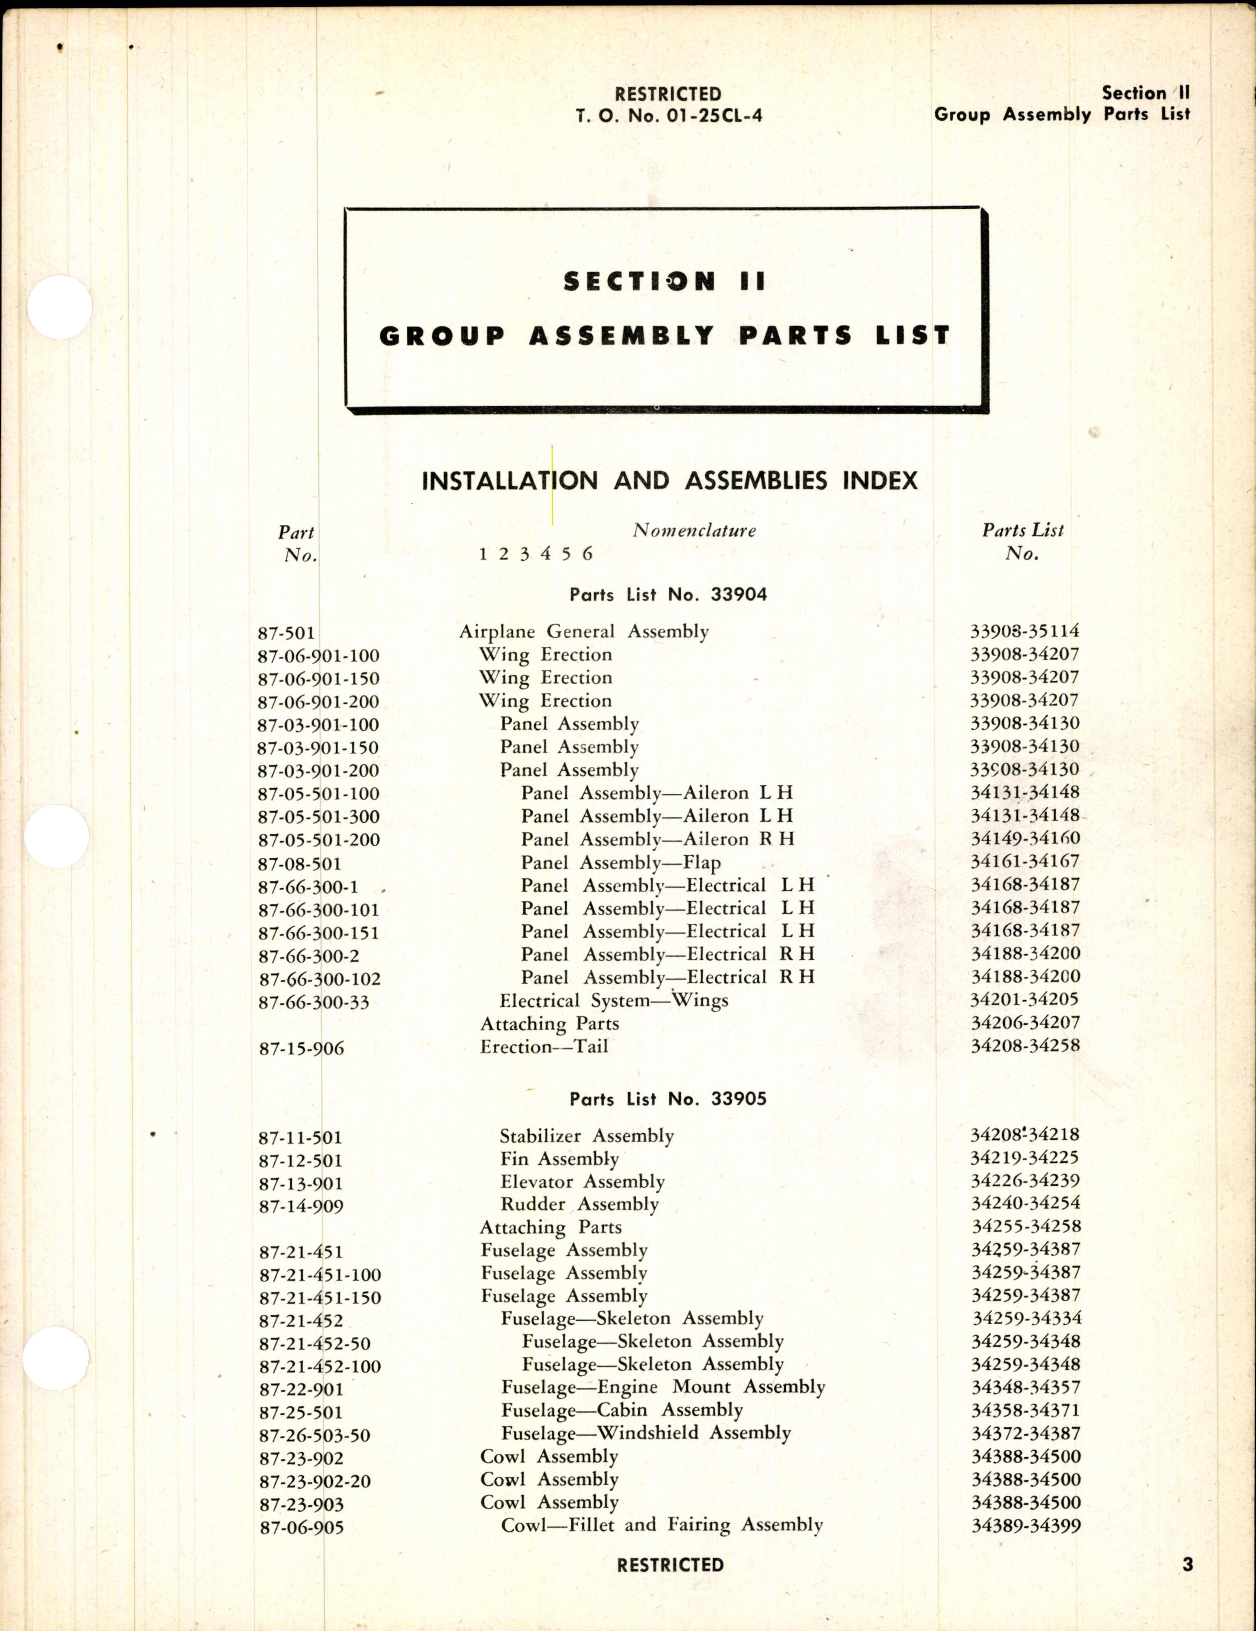 RESTRICTED
T. O. No. 01-25CL-4
Section II
Group Assembly Parts List
SECTION II
GROUP ASSEMBLY PARTS LIST
INSTALLATION AND ASSEMBLIES INDEX
Part No. Nomenclature Parts List No.
1 2 3 4 5 6
Parts List No. 33904
87-501 Airplane General Assembly 33908-35114
87-06-901-100 Wing Erection 33908-34207
87-06-901-150 Wing Erection 33908-34207
87-06-901-200 Wing Erection 33908-34207
87-03-901-100 Panel Assembly 33908-34130
87-03-901-150 Panel Assembly 33908-34130
87-03-901-200 Panel Assembly 33908-34130
87-05-501-100 Panel Assembly—Aileron L H 34131-34148
87-05-501-300 Panel Assembly—Aileron L H 34131-34148
87-05-501-200 Panel Assembly—Aileron R H 34149-34160
87-08-501 Panel Assembly—Flap 34161-34167
87-66-300-1 Panel Assembly—Electrical L H 34168-34187
87-66-300-101 Panel Assembly—Electrical L H 34168-34187
87-66-300-151 Panel Assembly—Electrical L H 34168-34187
87-66-300-2 Panel Assembly—Electrical R H 34188-34200
87-66-300-102 Panel Assembly—Electrical R H 34188-34200
87-66-300-33 Electrical System—Wings 34201-34205
Attaching Parts 34206-34207
87-15-906 Erection—Tail 34208-34258
Parts List No. 33905
87-11-501 Stabilizer Assembly 34208-34218
87-12-501 Fin Assembly 34219-34225
87-13-901 Elevator Assembly 34226-34239
87-14-909 Rudder Assembly 34240-34254
Attaching Parts 34255-34258
87-21-451 Fuselage Assembly 34259-34387
87-21-451-100 Fuselage Assembly 34259-34387
87-21-451-150 Fuselage Assembly 34259-34387
87-21-452 Fuselage—Skeleton Assembly 34259-34334
87-21-452-50 Fuselage—Skeleton Assembly 34259-34348
87-21-452-100 Fuselage—Skeleton Assembly 34259-34348
87-22-901 Fuselage—Engine Mount Assembly 34348-34357
87-25-501 Fuselage—Cabin Assembly 34358-34371
87-26-503-50 Fuselage—Windshield Assembly 34372-34387
87-23-902 Cowl Assembly 34388-34500
87-23-902-20 Cowl Assembly 34388-34500
87-23-903 Cowl Assembly 34388-34500
87-06-905 Cowl—Fillet and Fairing Assembly 34389-34399
RESTRICTED
3